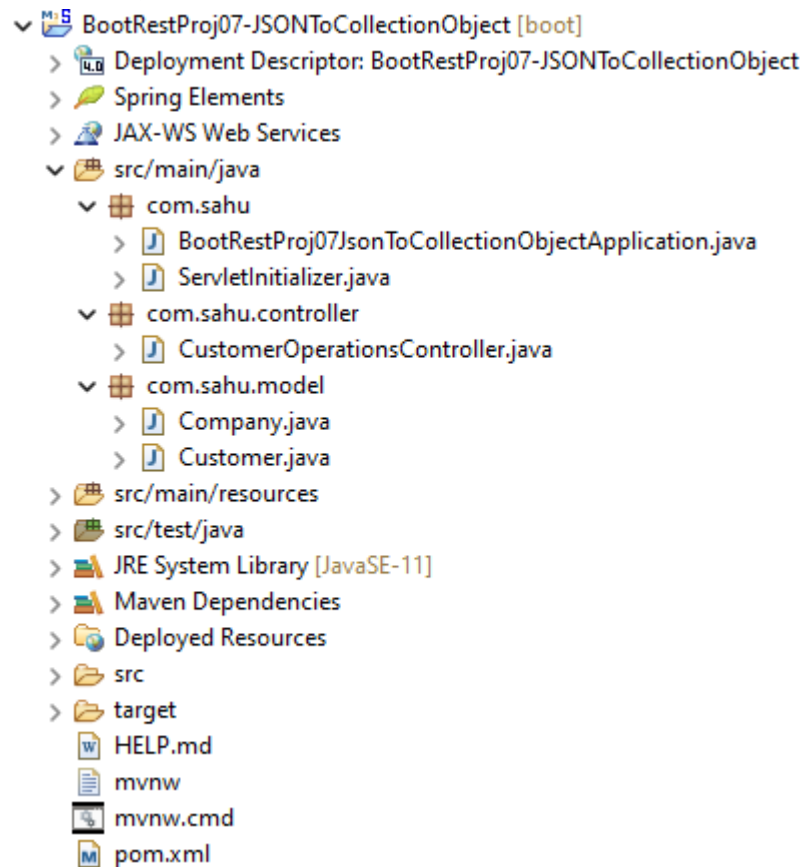 BootRestProj07-JSONToCollectionObject [boot]
Deployment Descriptor: BootRestProj07-JSONToCollectionObject
Spring Elements
JAX-WS Web Services
src/main/java
com.sahu
BootRestProj07JsonToCollectionObjectApplication.java
ServletInitializer.java
com.sahu.controller
CustomerOperationsController.java
com.sahu.model
Company.java
Customer.java
src/main/resources
src/test/java
JRE System Library [JavaSE-11]
Maven Dependencies
Deployed Resources
src
target
HELP.md
mvnw
mvnw.cmd
pom.xml